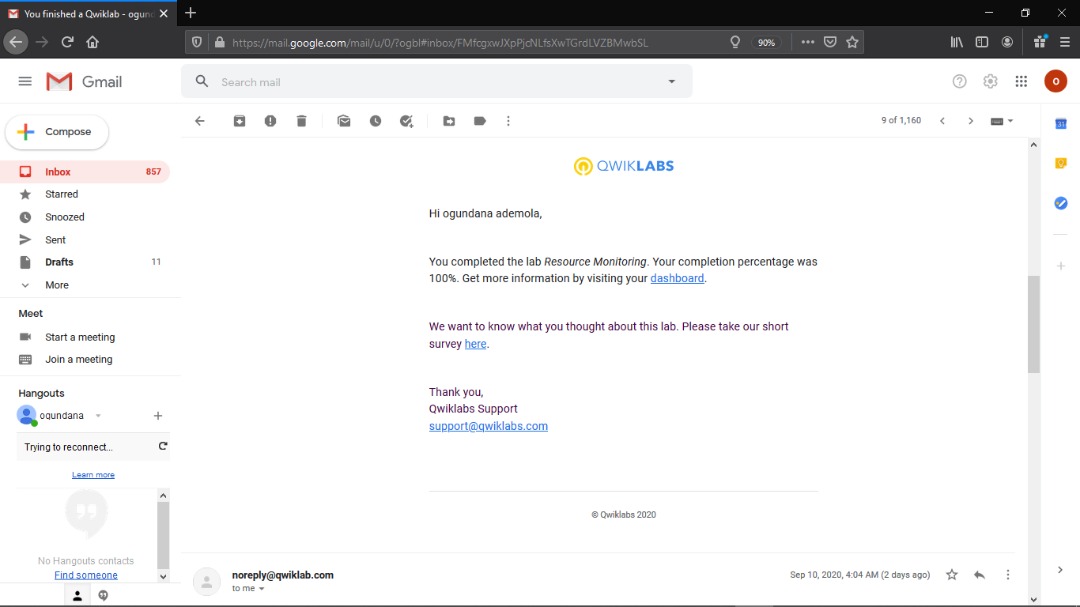 You finished a Qwiklab - ogun
https://mail.google.com/mail/u/0/?ogbl#inbox/FMfcgxwJXpPjcNLfsXwTGrdLVZBMwbSL
90%
Gmail
Search mail
O
Compose
9 of 1,160
Inbox 857
Starred
Snoozed
Sent
Drafts 11
More
Meet
Start a meeting
Join a meeting
Hangouts
ogundana
Trying to reconnect...
Learn more
No Hangouts contacts
Find someone
QWIKLABS
Hi ogundana ademola,
You completed the lab Resource Monitoring. Your completion percentage was
100%. Get more information by visiting your dashboard.
We want to know what you thought about this lab. Please take our short
survey here.
Thank you,
Qwiklabs Support
support@qwiklabs.com
© Qwiklabs 2020
noreply@qwiklab.com
to me
Sep 10, 2020, 4:04 AM (2 days ago)
31